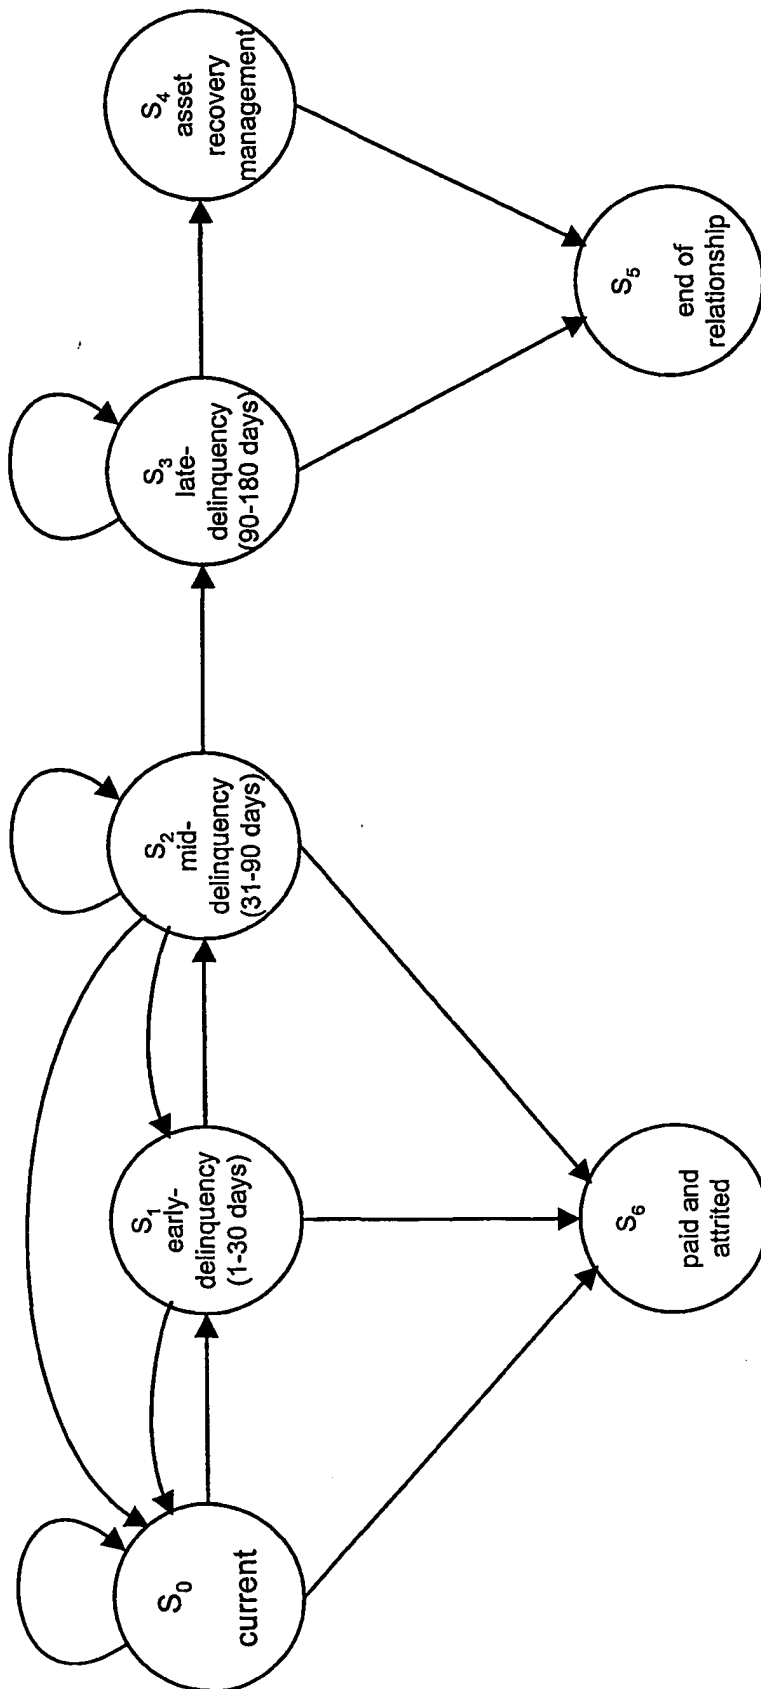 S0
current
S1
early-
delinquency
(1-30 days)
S2
mid-
delinquency
(31-90 days)
S3
late-
delinquency
(90-180 days)
S4
asset
recovery
management
S6
paid and
attrited
S5
end of
relationship